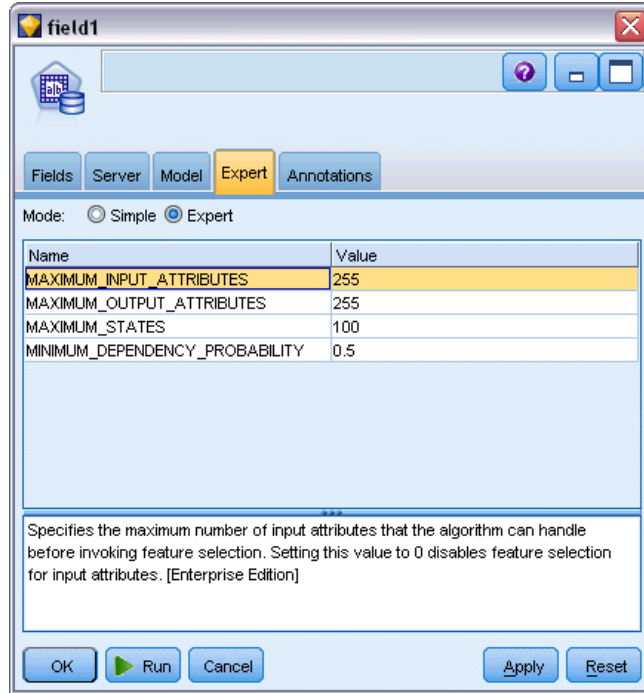 field1
Fields Server Model Expert Annotations
Mode: Simple Expert
Name Value
MAXIMUM_INPUT_ATTRIBUTES 255
MAXIMUM_OUTPUT_ATTRIBUTES 255
MAXIMUM_STATES 100
MINIMUM_DEPENDENCY_PROBABILITY 0.5
Specifies the maximum number of input attributes that the algorithm can handle
before invoking feature selection. Setting this value to 0 disables feature selection
for input attributes. [Enterprise Edition]
OK Run Cancel Apply Reset